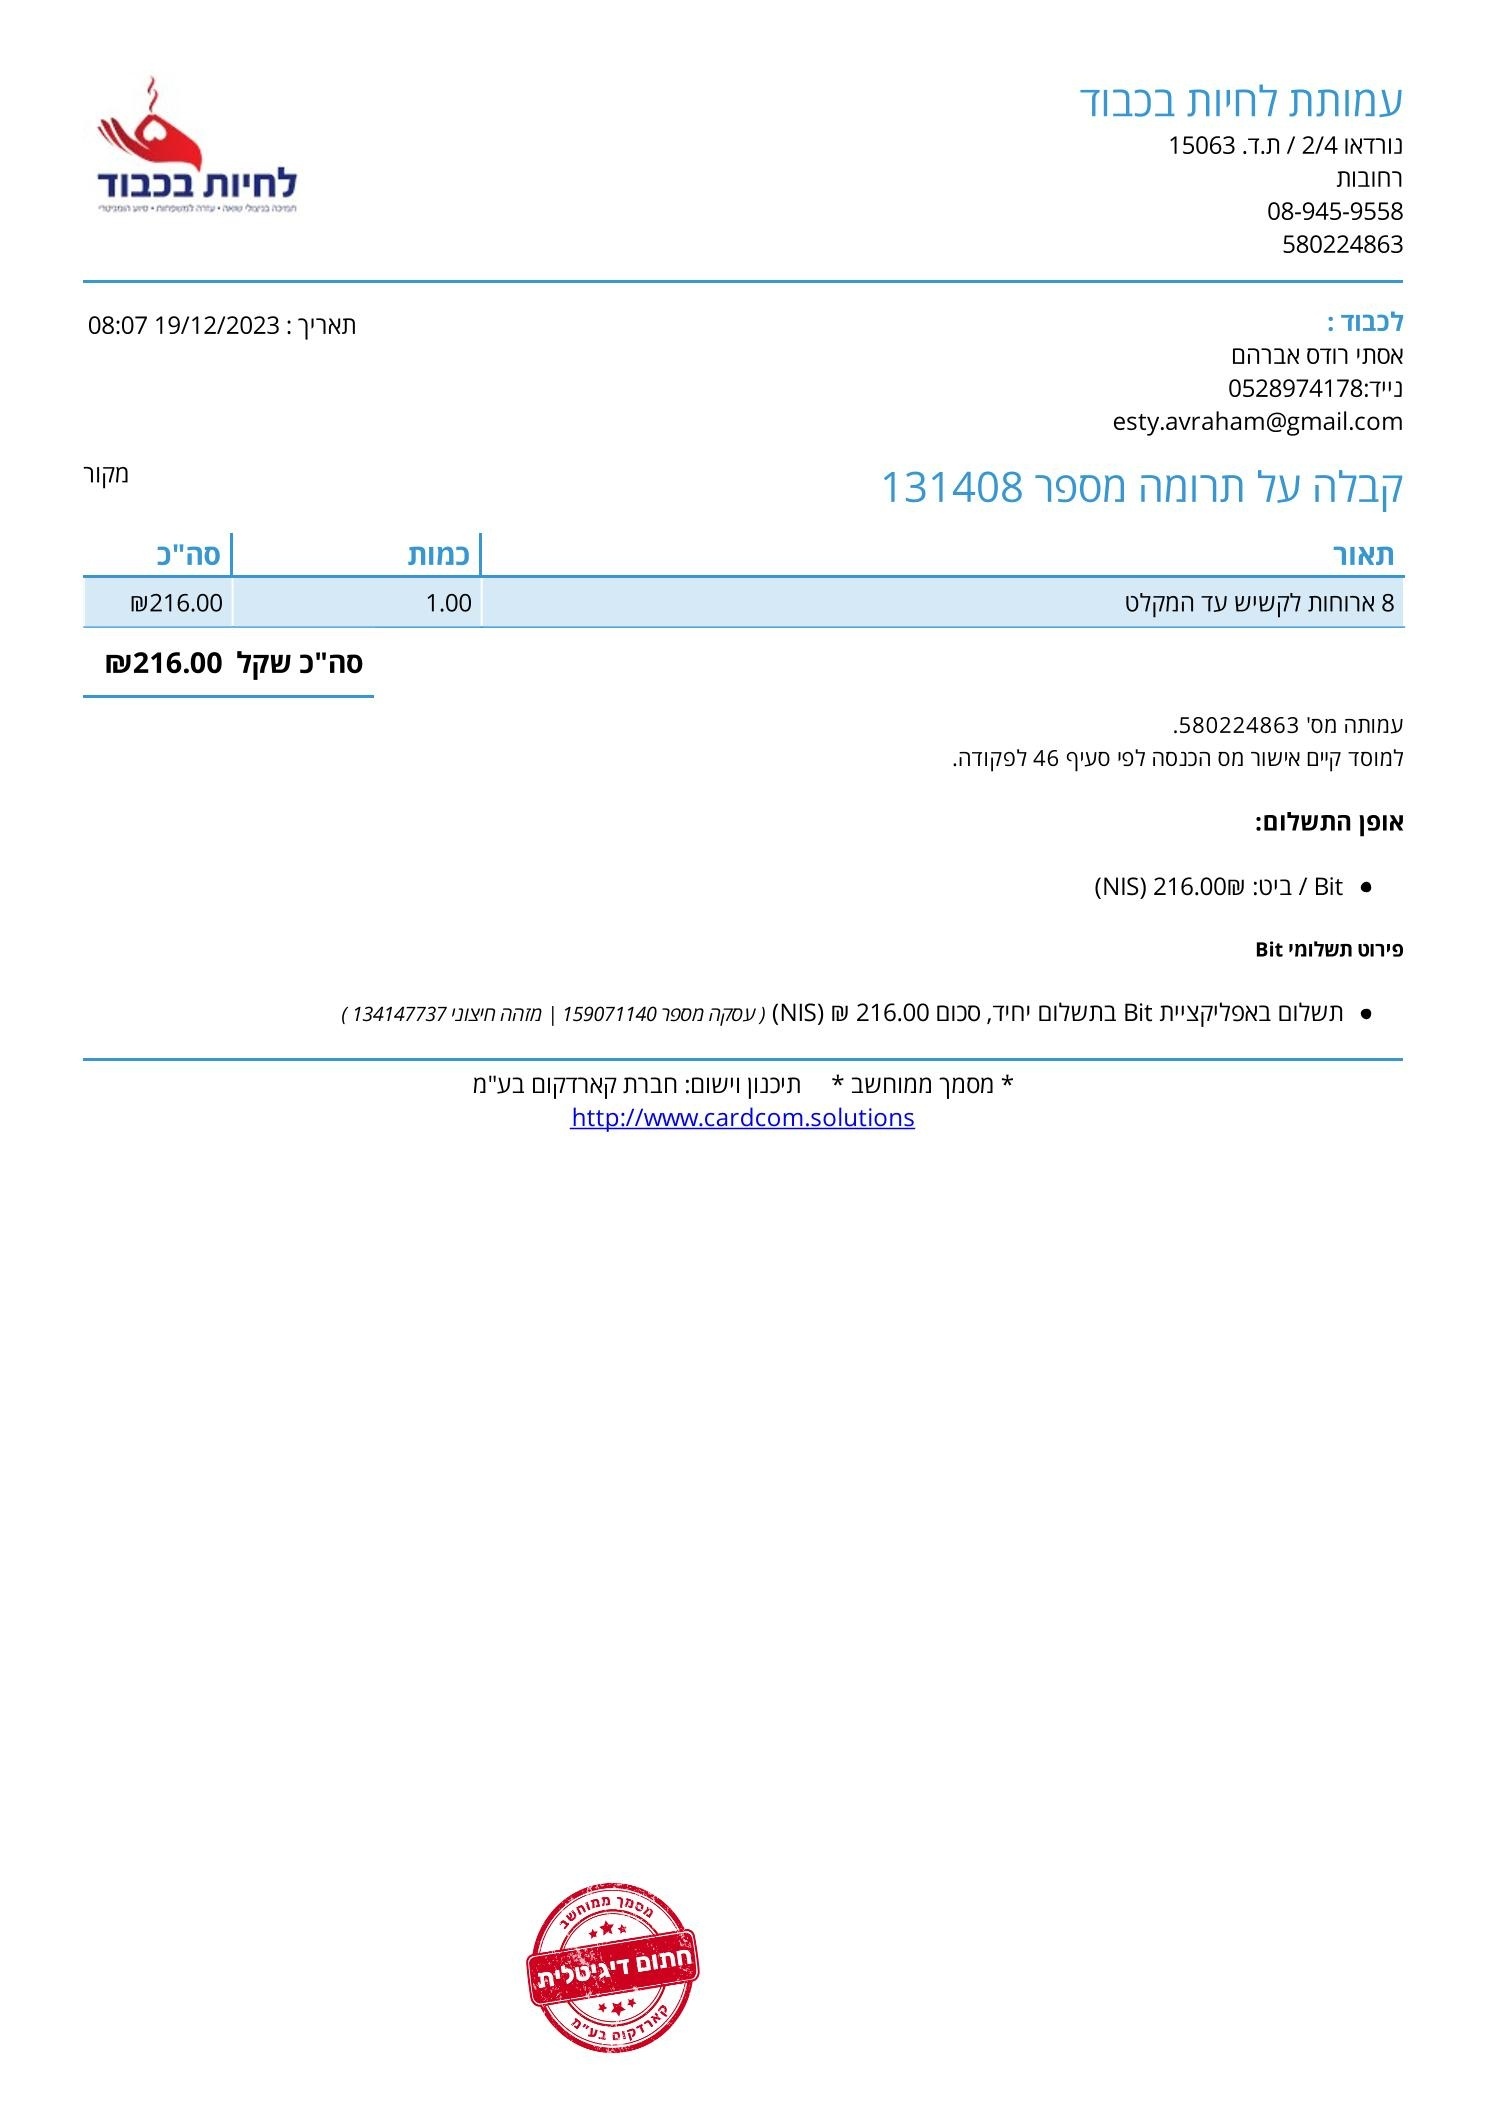 עמותת לחיות בכבוד
נורדאו 2/4 / ת.ד. 15063
רחובות
08-945-9558
580224863
לחיות בכבוד
תמיכה בניצולי שואה • עזרה למשפחות • סיוע הומניטרי
לכבוד :
אסתי רודס אברהם
נייד:0528974178
esty.avraham@gmail.com
תאריך : 19/12/2023 08:07
קבלה על תרומה מספר 131408
מקור
תאור כמות סה"כ
8 ארוחות לקשיש עד המקלט 1.00 ₪216.00
סה"כ שקל ₪216.00
עמותה מס' 580224863.
למוסד קיים אישור מס הכנסה לפי סעיף 46 לפקודה.
אופן התשלום:
• Bit / ביט: ₪216.00 (NIS)
פירוט תשלומי Bit
• תשלום באפליקציית Bit בתשלום יחיד, סכום 216.00 ₪ (NIS) ( עסקה מספר 159071140 | מזהה חיצוני 134147737 )
* מסמך ממוחשב * תיכנון וישום: חברת קארדקום בע"מ
http://www.cardcom.solutions
מסמך ממוחשב
חתום דיגיטלית
קארדקום בע"מ